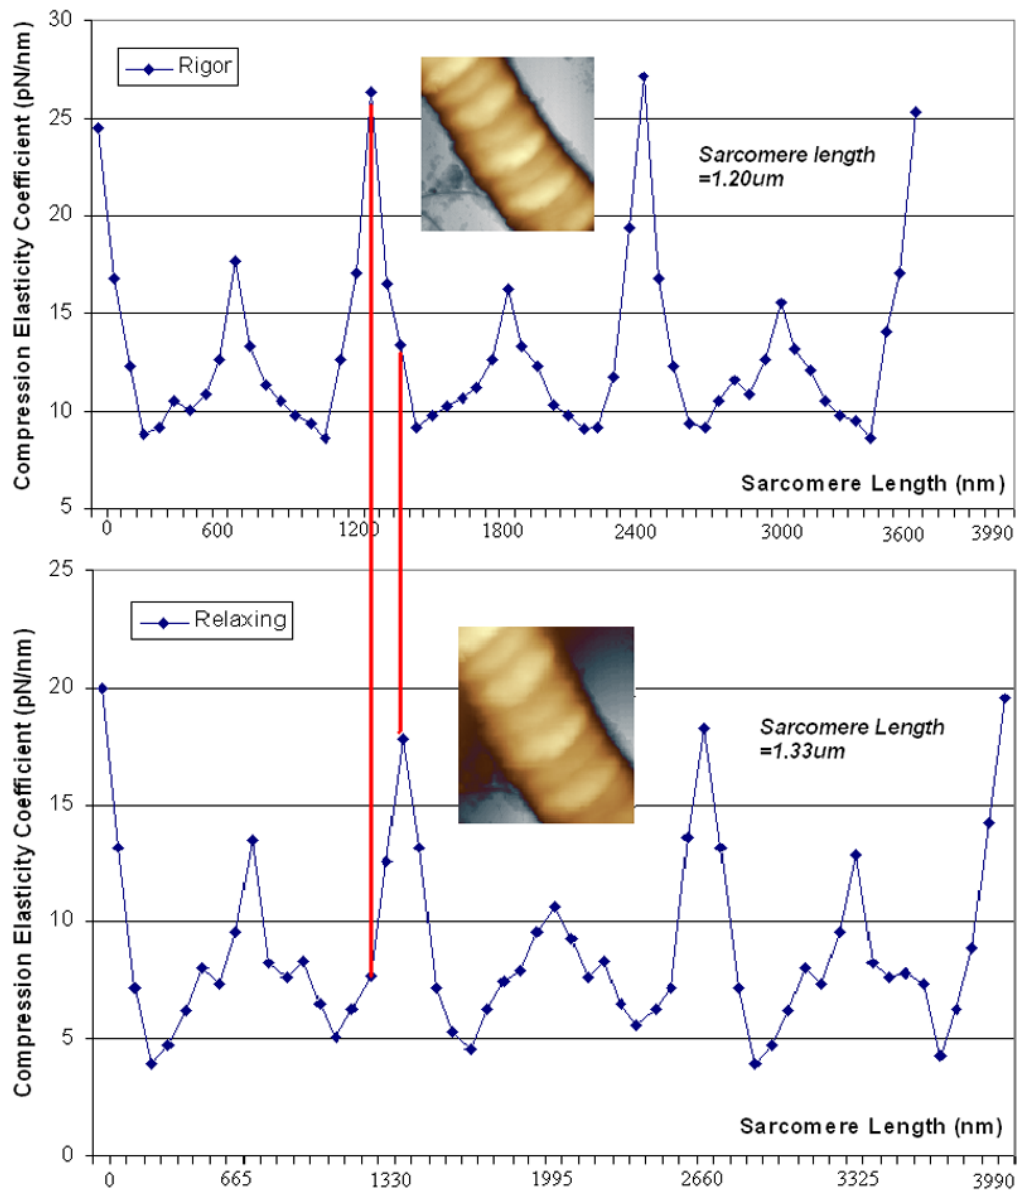 Compression Elasticity Coefficient (pN/nm)
30
25
20
15
10
5
Rigor
Sarcomere length
=1.20um
Sarcomere Length (nm)
0 600 1200 1800 2400 3000 3600 3990
Compression Elasticity Coefficient (pN/nm)
25
20
15
10
5
0
Relaxing
Sarcomere Length
=1.33um
Sarcomere Length (nm)
0 665 1330 1995 2660 3325 3990